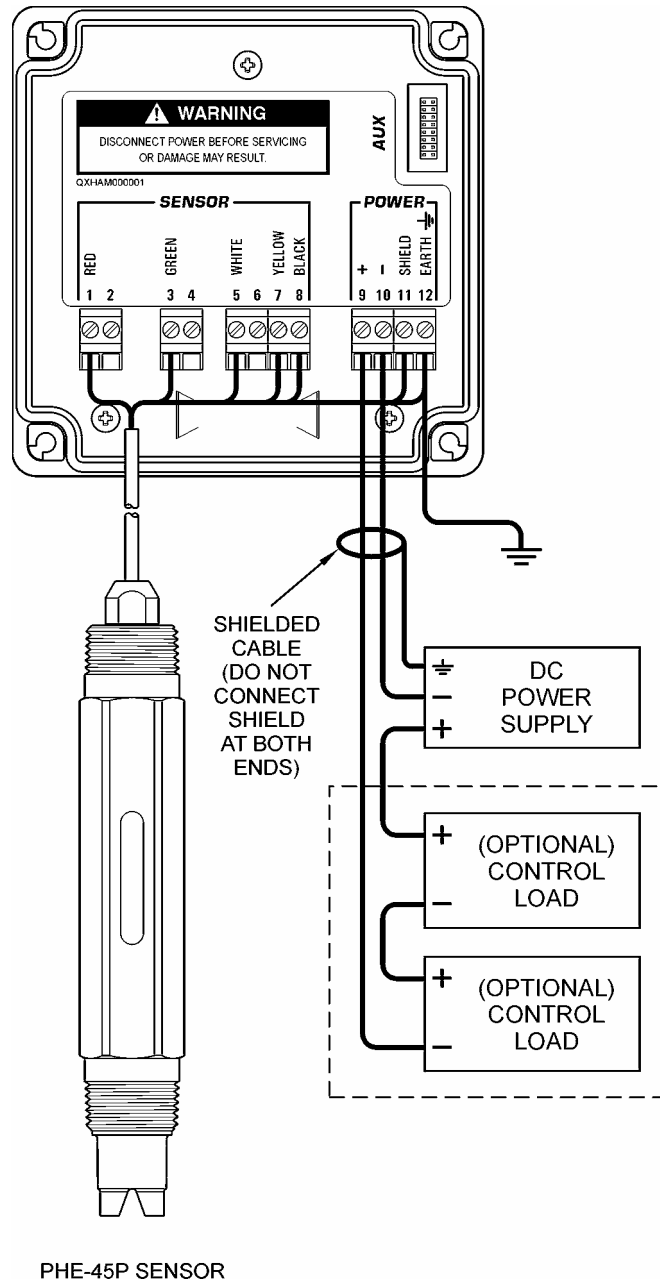 ⚠ WARNING
DISCONNECT POWER BEFORE SERVICING
OR DAMAGE MAY RESULT.
QXHAM000001
AUX
SENSOR
POWER
RED
GREEN
WHITE
YELLOW
BLACK
+
–
SHIELD
EARTH
1 2 3 4 5 6 7 8 9 10 11 12
SHIELDED
CABLE
(DO NOT
CONNECT
SHIELD
AT BOTH
ENDS)
DC
POWER
SUPPLY
–
+
+
(OPTIONAL)
CONTROL
LOAD
–
+
(OPTIONAL)
CONTROL
LOAD
–
PHE-45P SENSOR